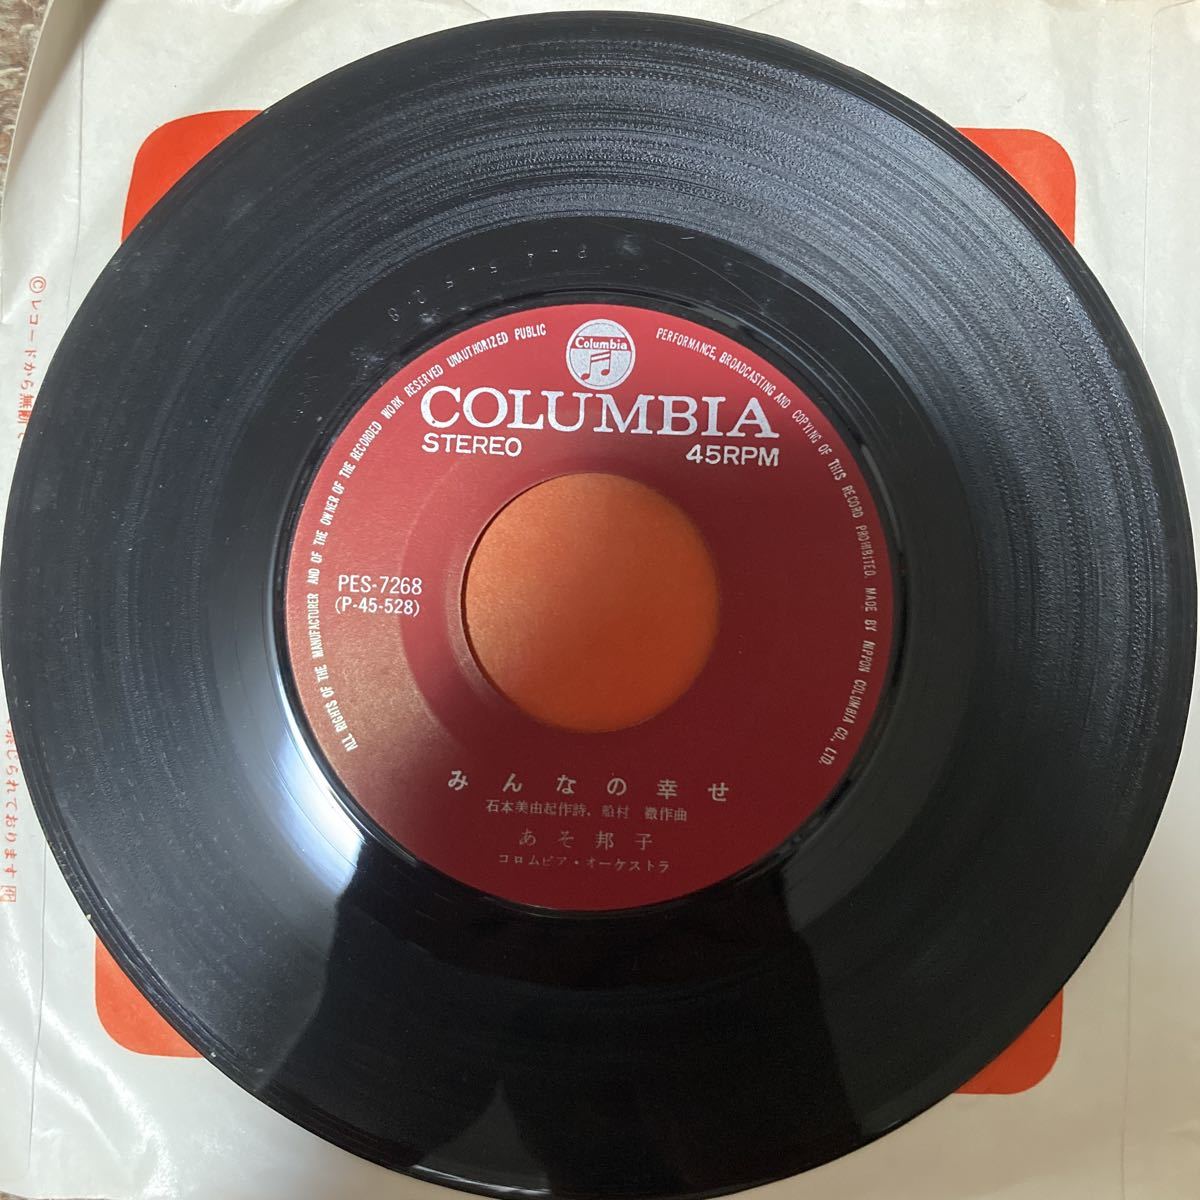 Columbia
COLUMBIA
STEREO
45RPM
ALL RIGHTS OF THE MANUFACTURER AND OF THE OWNER OF THE RECORDED WORK RESERVED UNAUTHORIZED PUBLIC PERFORMANCE, BROADCASTING AND COPYING OF THIS RECORD PROHIBITED. MADE BY NIPPON COLUMBIA CO., LTD.
PES-7268
(P-45-528)
みんなの幸せ
石本美由起作詩、船村 徹作曲
あそ邦子
コロムビア・オーケストラ
©レコードから無断で
禁じられております